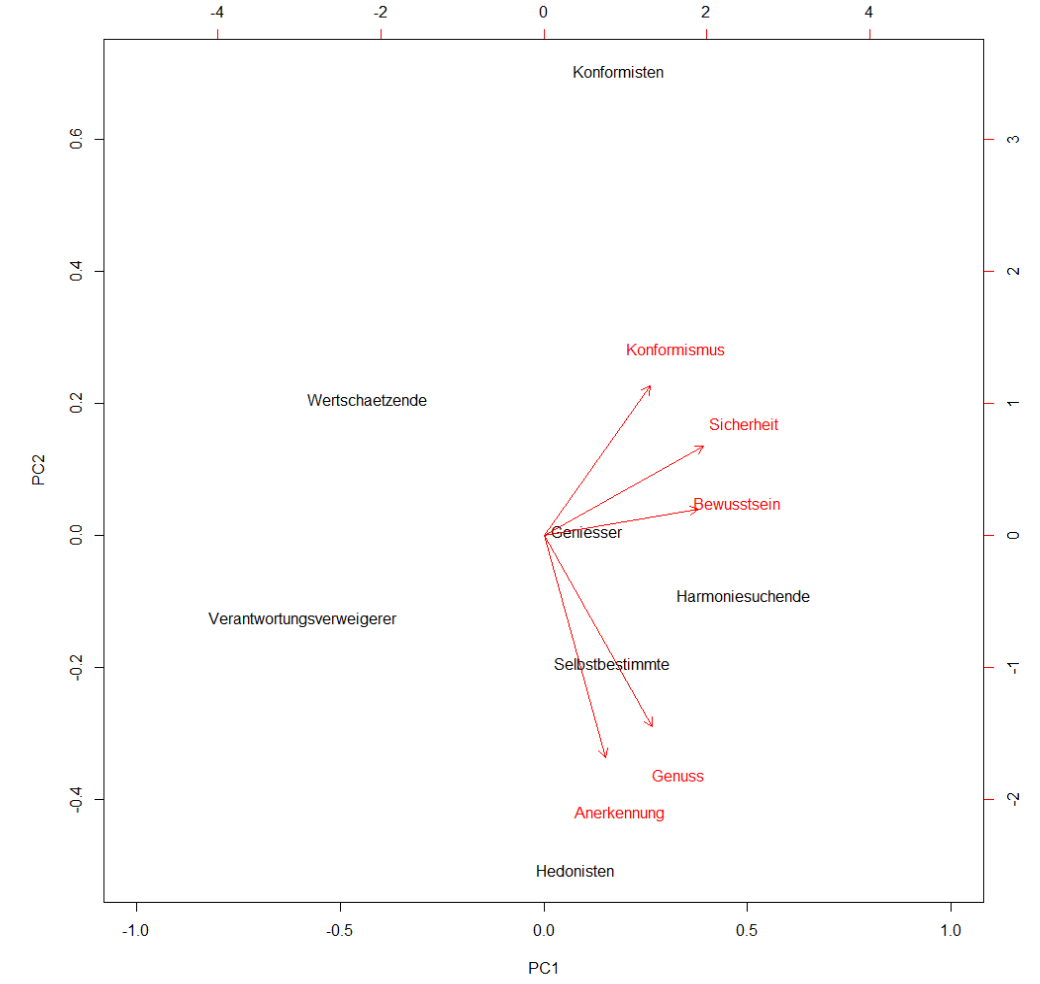 -4 -2 0 2 4
Konformisten
0.6 3
0.4 2
Konformismus
Wertschaetzende
0.2 1
Sicherheit
PC2
Bewusstsein
0.0 Geniesser 0
Harmoniesuchende
Verantwortungsverweigerer
-0.2 Selbstbestimmte -1
Genuss
-0.4 -2
Anerkennung
Hedonisten
-1.0 -0.5 0.0 0.5 1.0
PC1